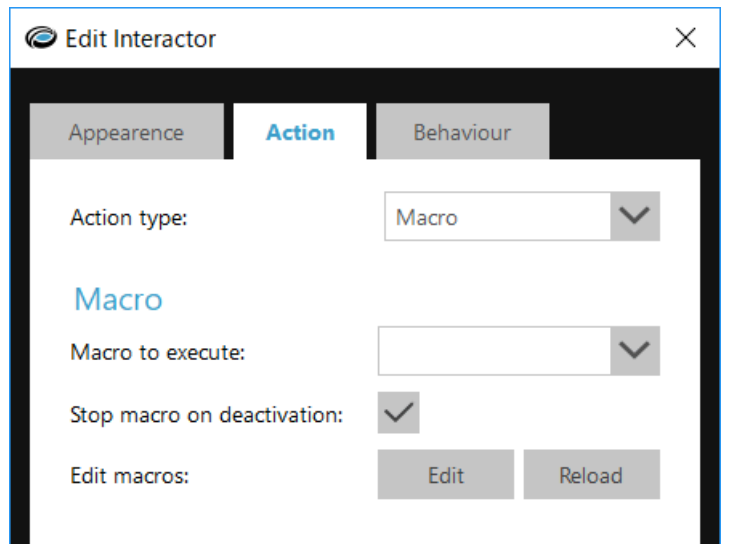 Edit Interactor
Appearence Action Behaviour
Action type: Macro
Macro
Macro to execute:
Stop macro on deactivation:
Edit macros: Edit Reload